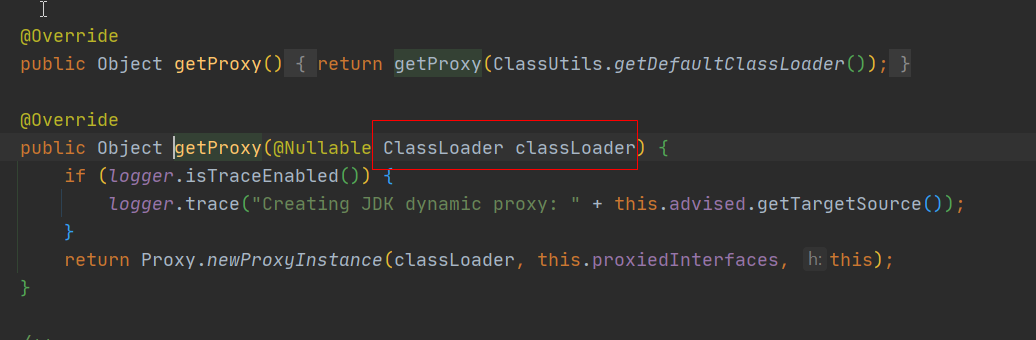 @Override
public Object getProxy() { return getProxy(ClassUtils.getDefaultClassLoader()); }
@Override
public Object getProxy(@Nullable ClassLoader classLoader) {
if (logger.isTraceEnabled()) {
logger.trace("Creating JDK dynamic proxy: " + this.advised.getTargetSource());
}
return Proxy.newProxyInstance(classLoader, this.proxiedInterfaces, h: this);
}